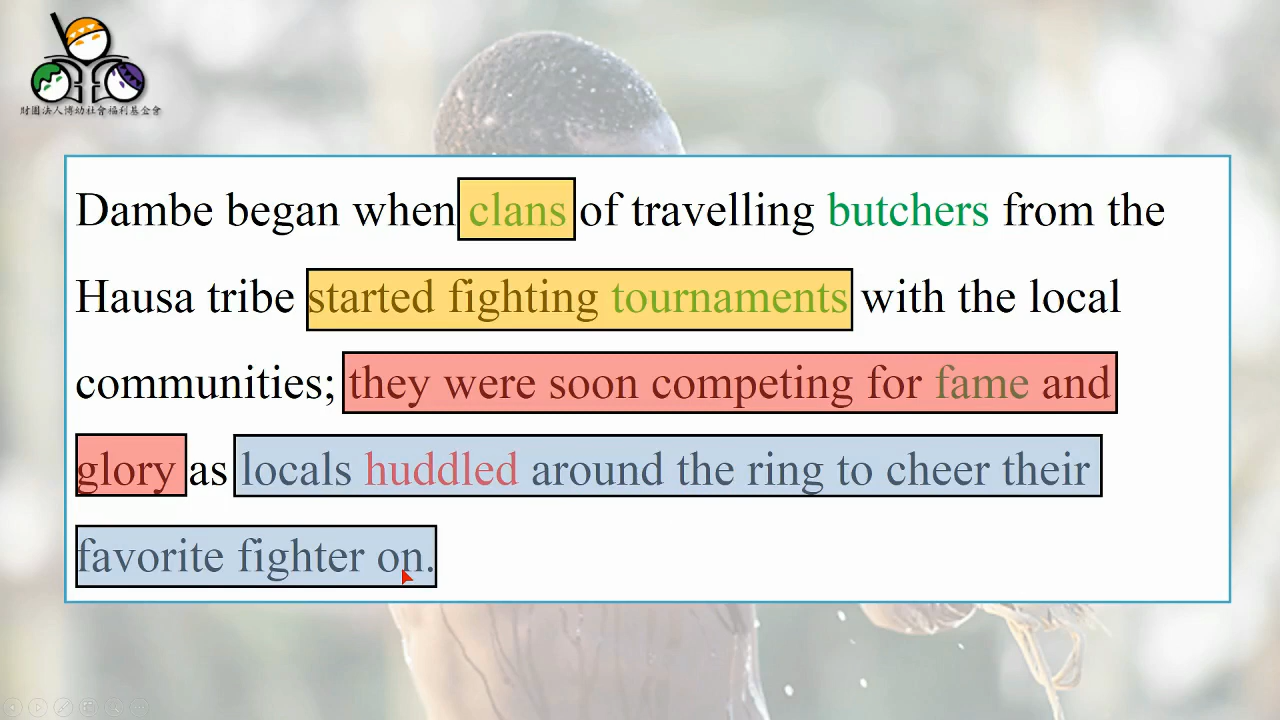 財團法人博幼社會福利基金會
Dambe began when clans of travelling butchers from the
Hausa tribe started fighting tournaments with the local
communities; they were soon competing for fame and
glory as locals huddled around the ring to cheer their
favorite fighter on.